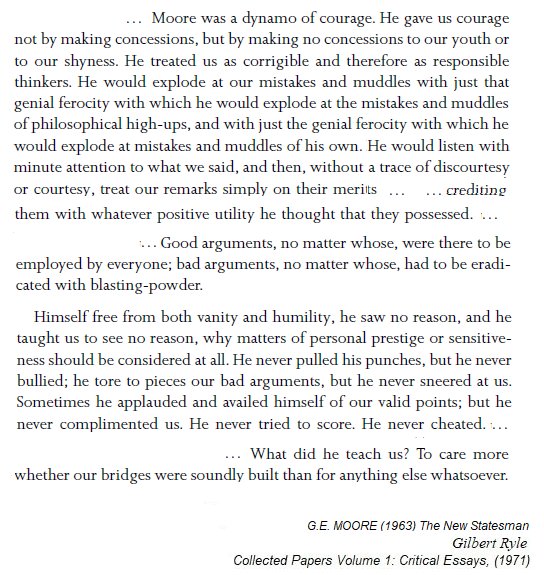 … Moore was a dynamo of courage. He gave us courage
not by making concessions, but by making no concessions to our youth or
to our shyness. He treated us as corrigible and therefore as responsible
thinkers. He would explode at our mistakes and muddles with just that
genial ferocity with which he would explode at the mistakes and muddles
of philosophical high-ups, and with just the genial ferocity with which he
would explode at mistakes and muddles of his own. He would listen with
minute attention to what we said, and then, without a trace of discourtesy
or courtesy, treat our remarks simply on their merits … … crediting
them with whatever positive utility he thought that they possessed. …
… Good arguments, no matter whose, were there to be
employed by everyone; bad arguments, no matter whose, had to be eradi-
cated with blasting-powder.
Himself free from both vanity and humility, he saw no reason, and he
taught us to see no reason, why matters of personal prestige or sensitive-
ness should be considered at all. He never pulled his punches, but he never
bullied; he tore to pieces our bad arguments, but he never sneered at us.
Sometimes he applauded and availed himself of our valid points; but he
never complimented us. He never tried to score. He never cheated. …
… What did he teach us? To care more
whether our bridges were soundly built than for anything else whatsoever.
G.E. MOORE (1963) The New Statesman
Gilbert Ryle
Collected Papers Volume 1: Critical Essays, (1971)